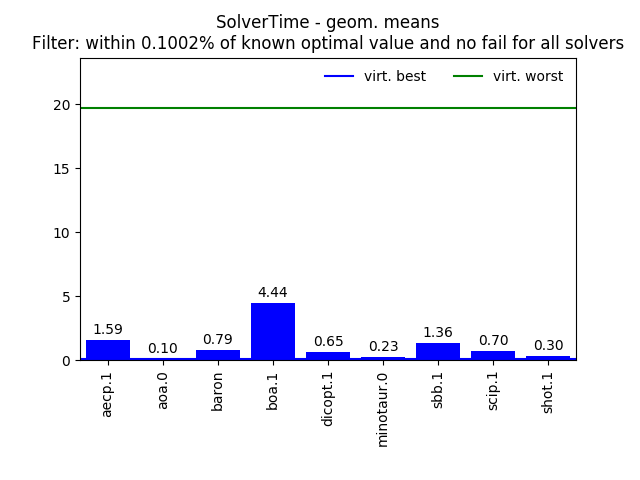 SolverTime - geom. means
Filter: within 0.1002% of known optimal value and no fail for all solvers
virt. best virt. worst
20
15
10
5
0
1.59
0.10
0.79
4.44
0.65
0.23
1.36
0.70
0.30
aecp.1
aoa.0
baron
boa.1
dicopt.1
minotaur.0
sbb.1
scip.1
shot.1